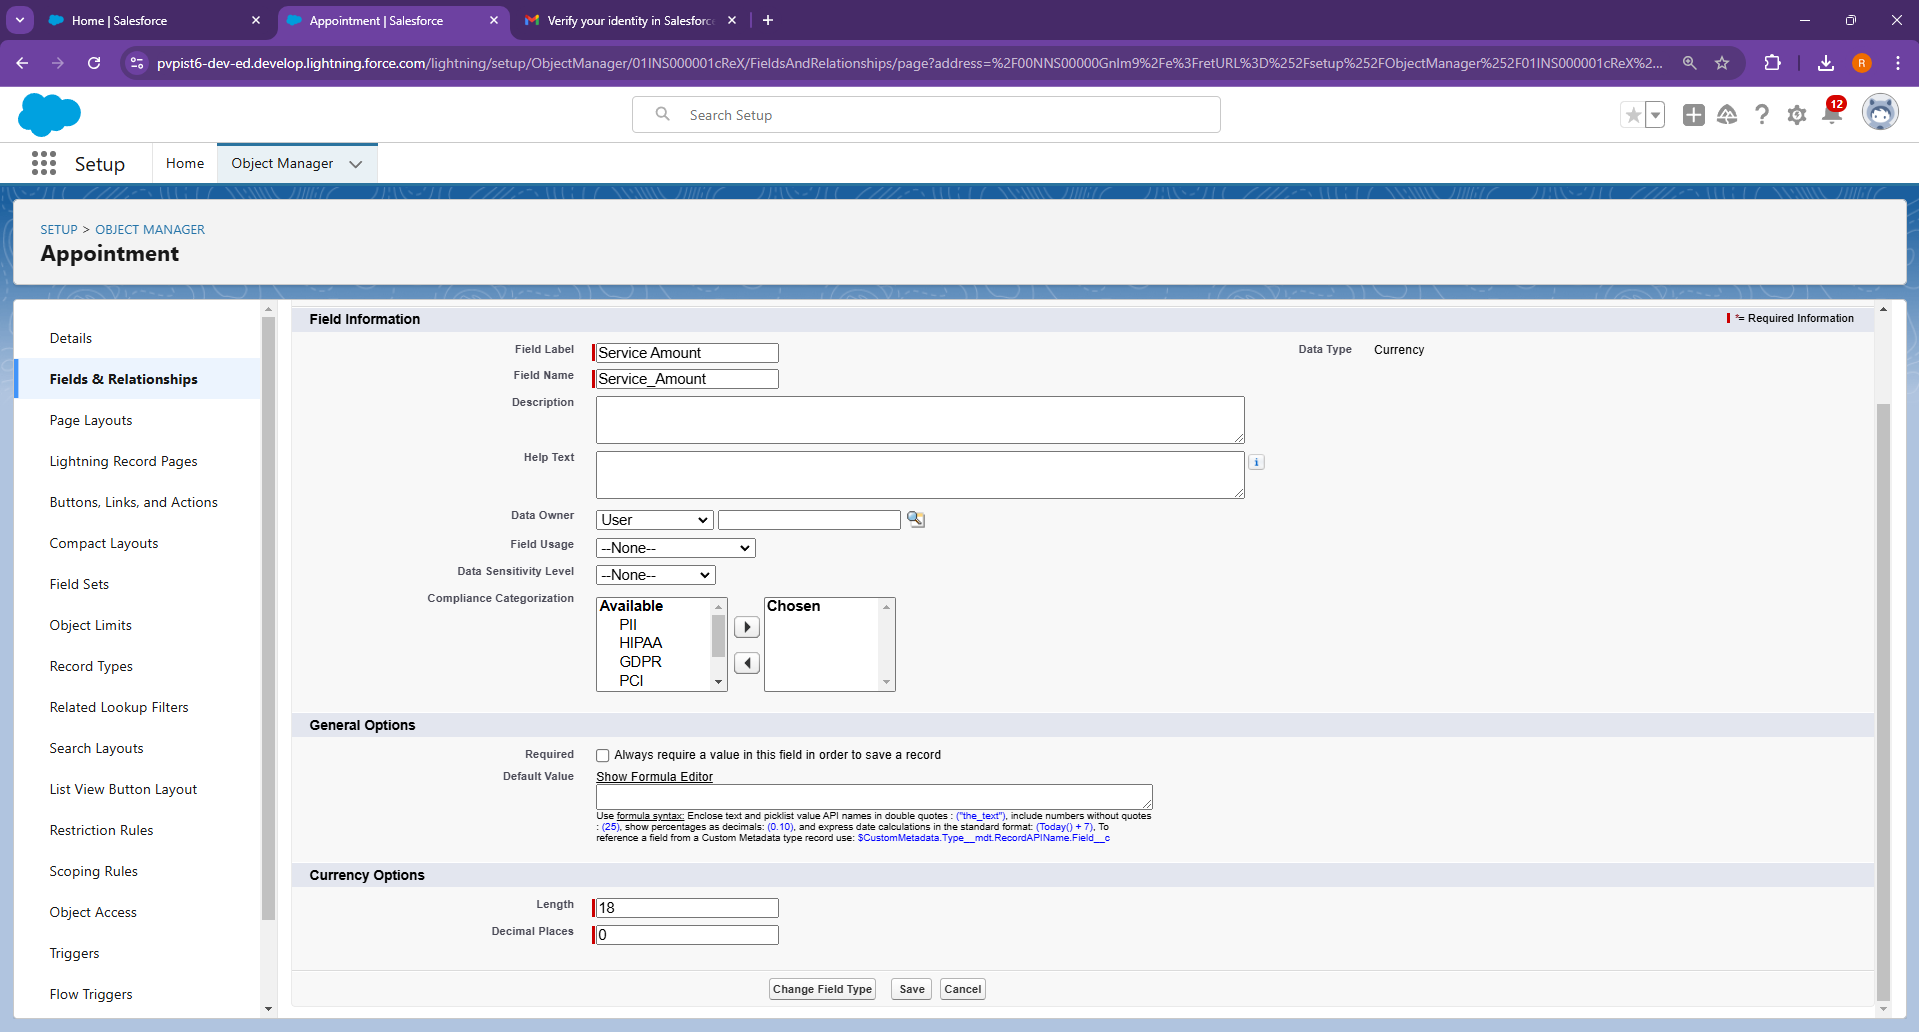 Home | Salesforce
Appointment | Salesforce
Verify your identity in Salesforc
pvpist6-dev-ed.develop.lightning.force.com/lightning/setup/ObjectManager/01INS000001cReX/FieldsAndRelationships/page?address=%2F00NNS00000GnIm9%2Fe%3FretURL%3D%252Fsetup%252FObjectManager%252F01INS000001cReX%2...
R
Search Setup
12
Setup
Home
Object Manager
SETUP > OBJECT MANAGER
Appointment
Details
Fields & Relationships
Page Layouts
Lightning Record Pages
Buttons, Links, and Actions
Compact Layouts
Field Sets
Object Limits
Record Types
Related Lookup Filters
Search Layouts
List View Button Layout
Restriction Rules
Scoping Rules
Object Access
Triggers
Flow Triggers
Field Information
*= Required Information
Field Label
Service Amount
Data Type
Currency
Field Name
Service_Amount
Description
Help Text
i
Data Owner
User
Field Usage
--None--
Data Sensitivity Level
--None--
Compliance Categorization
Available
PII
HIPAA
GDPR
PCI
Chosen
General Options
Required
Always require a value in this field in order to save a record
Default Value
Show Formula Editor
Use formula syntax: Enclose text and picklist value API names in double quotes : ("the_text"), include numbers without quotes
: (25), show percentages as decimals: (0.10), and express date calculations in the standard format: (Today() + 7), To
reference a field from a Custom Metadata type record use: $CustomMetadata.Type__mdt.RecordAPIName.Field__c
Currency Options
Length
18
Decimal Places
0
Change Field Type
Save
Cancel